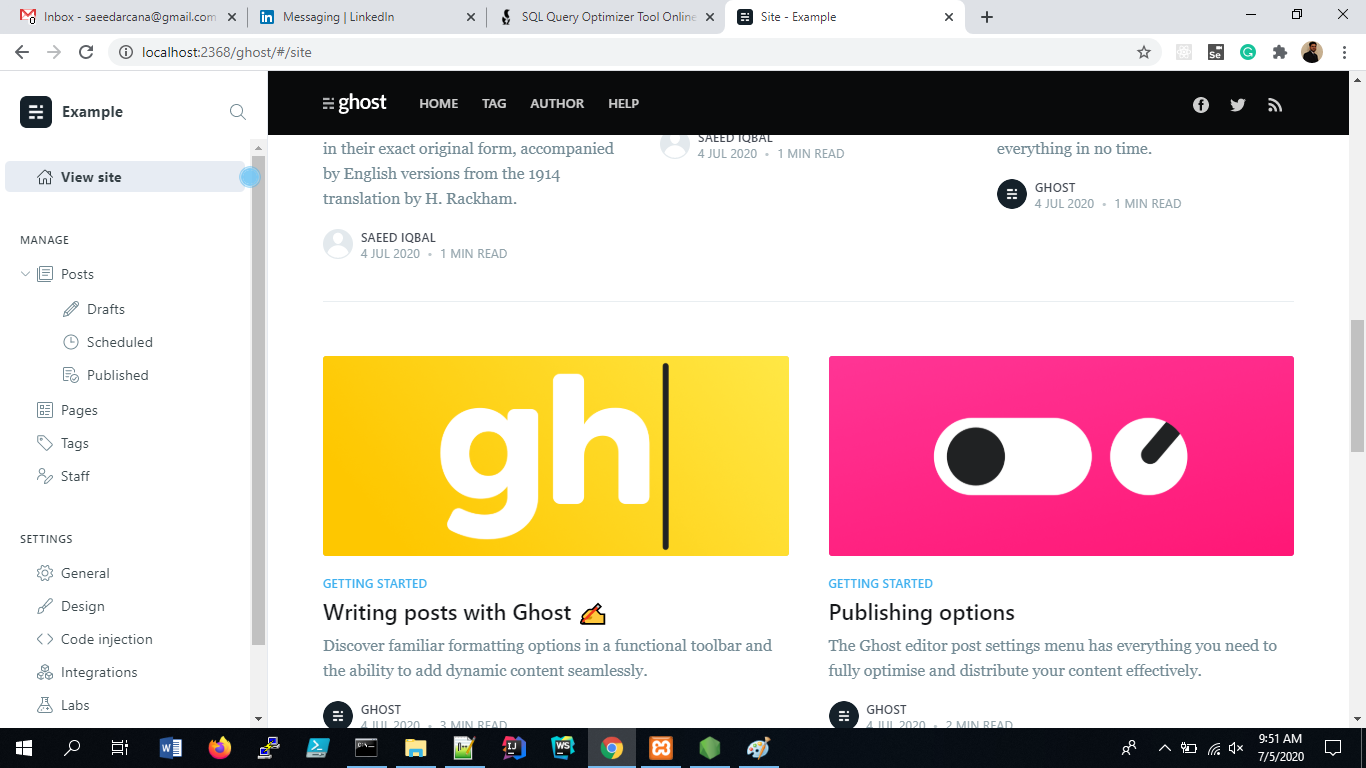 Inbox - saeedarcana@gmail.com
Messaging | LinkedIn
SQL Query Optimizer Tool Online
Site - Example
localhost:2368/ghost/#/site
Example
View site
MANAGE
Posts
Drafts
Scheduled
Published
Pages
Tags
Staff
SETTINGS
General
Design
Code injection
Integrations
Labs
ghost HOME TAG AUTHOR HELP
in their exact original form, accompanied
by English versions from the 1914
translation by H. Rackham.
SAEED IQBAL
4 JUL 2020 • 1 MIN READ
SAEED IQBAL
4 JUL 2020 • 1 MIN READ
everything in no time.
GHOST
4 JUL 2020 • 1 MIN READ
gh
GETTING STARTED
Writing posts with Ghost ✍
Discover familiar formatting options in a functional toolbar and
the ability to add dynamic content seamlessly.
GHOST
4 JUL 2020 • 3 MIN READ
GETTING STARTED
Publishing options
The Ghost editor post settings menu has everything you need to
fully optimise and distribute your content effectively.
GHOST
4 JUL 2020 • 2 MIN READ
9:51 AM
7/5/2020